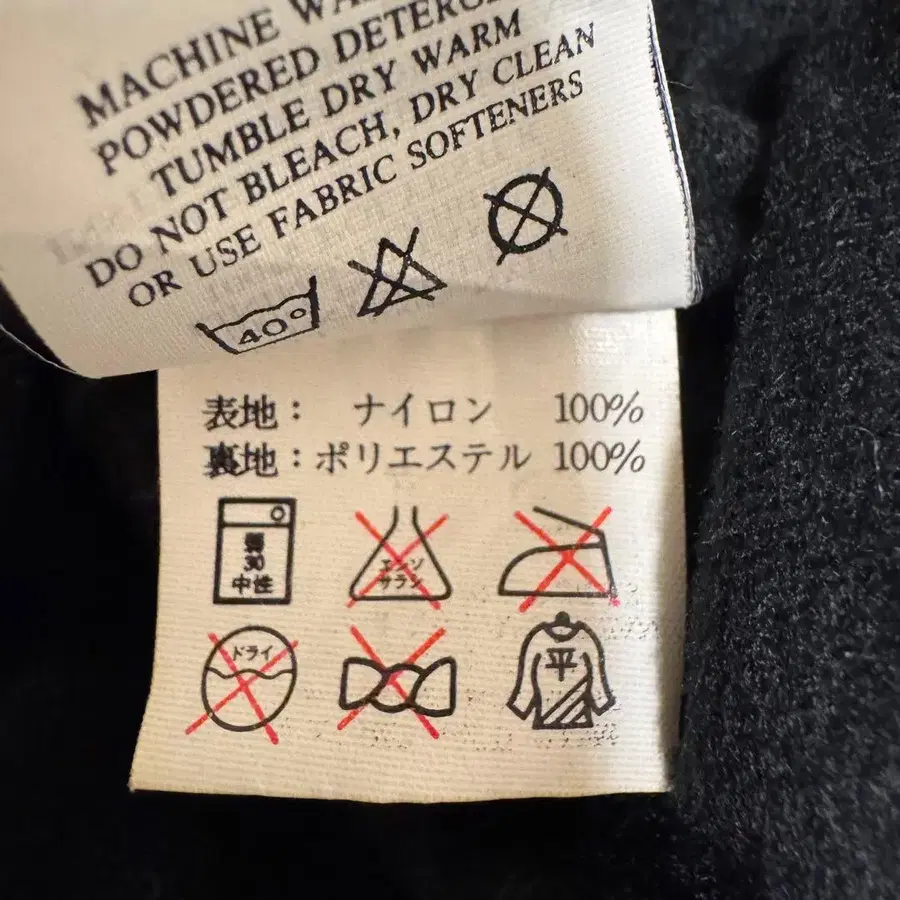 MACHINE
POWDERED
TUMBLE DRY WARM
DO NOT BLEACH, DRY CLEAN
OR USE FABRIC SOFTENERS
40°
表地： ナイロン 100%
裏地：ポリエステル 100%
弱
30
中性
エンソ
サラシ
ドライ
平